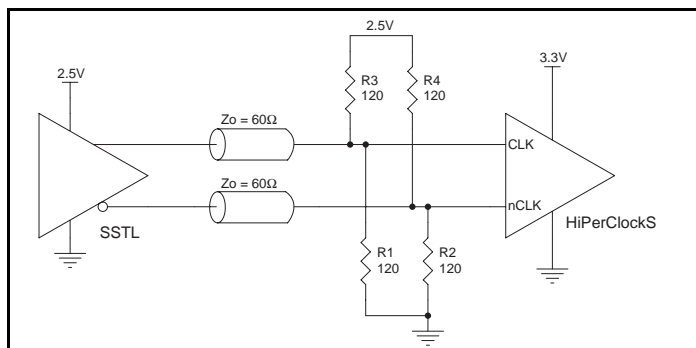 2.5V
2.5V
3.3V
R3
120
R4
120
Zo = 60Ω
CLK
Zo = 60Ω
nCLK
HiPerClockS
SSTL
R1
120
R2
120